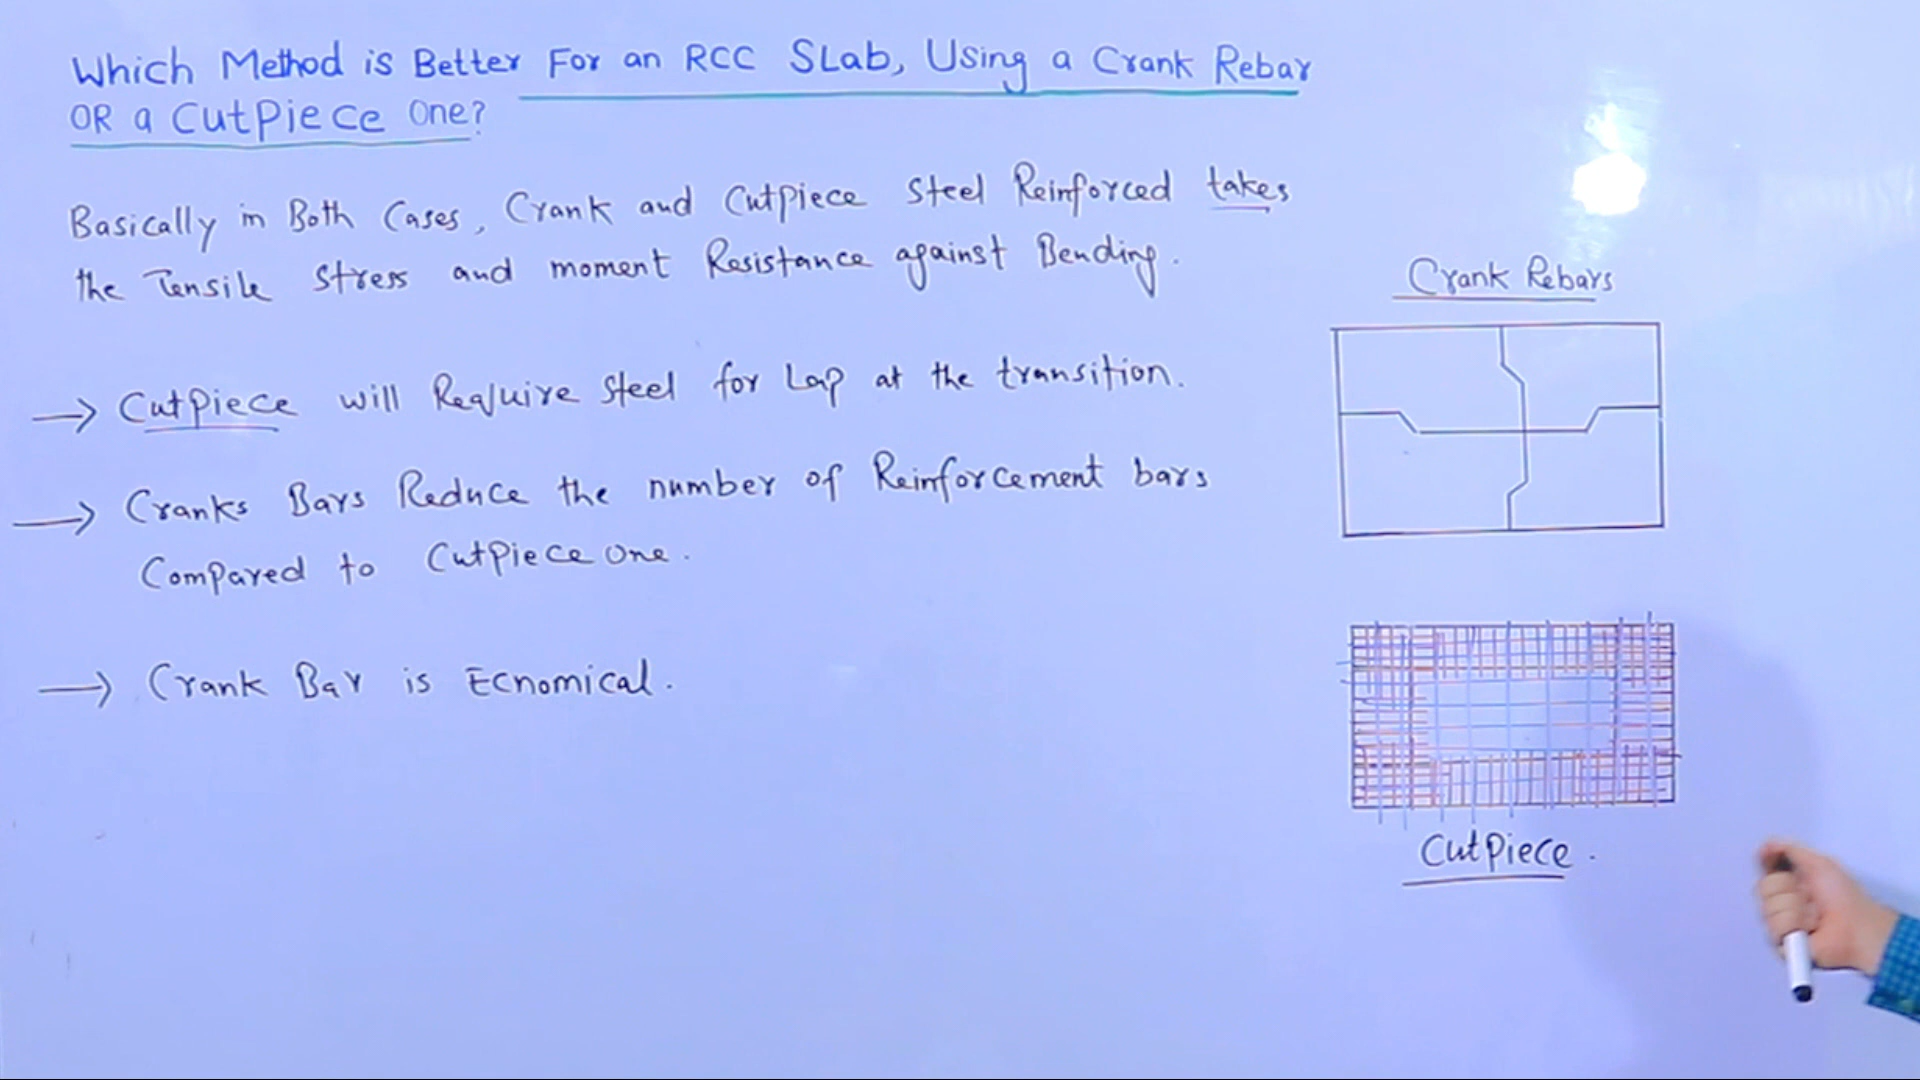 Which Method is Better For an RCC SLab, Using a Crank Rebar
OR a CutPiece One?
Basically in Both Cases, Crank and CutPiece Steel Reinforced takes
the Tensile Stress and moment Resistance against Bending.
→ CutPiece will Require Steel for Lap at the transition.
→ Cranks Bars Reduce the number of Reinforcement bars
Compared to CutPiece One.
→ Crank Bar is Ecnomical.
Crank Rebars
CutPiece.